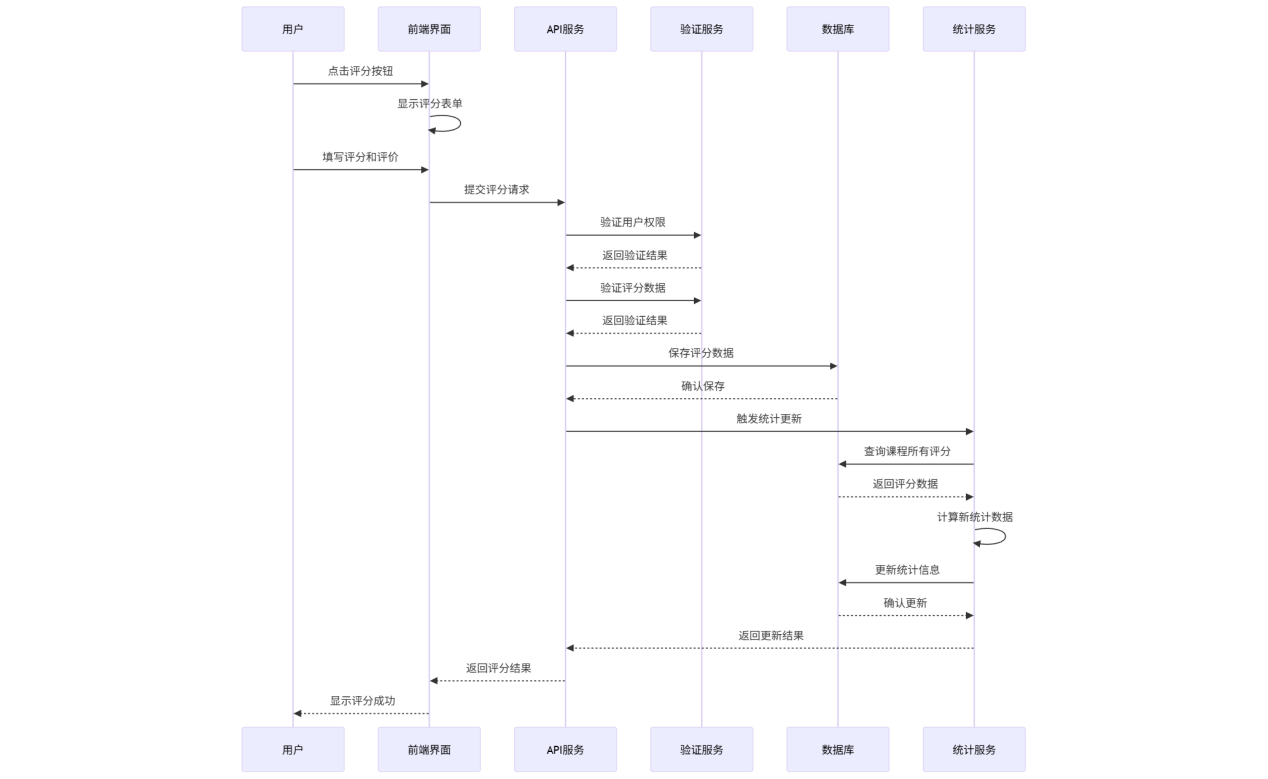 用户 前端界面 API服务 验证服务 数据库 统计服务
点击评分按钮
显示评分表单
填写评分和评价
提交评分请求
验证用户权限
返回验证结果
验证评分数据
返回验证结果
保存评分数据
确认保存
触发统计更新
查询课程所有评分
返回评分数据
计算新统计数据
更新统计信息
确认更新
返回更新结果
返回评分结果
显示评分成功
用户 前端界面 API服务 验证服务 数据库 统计服务